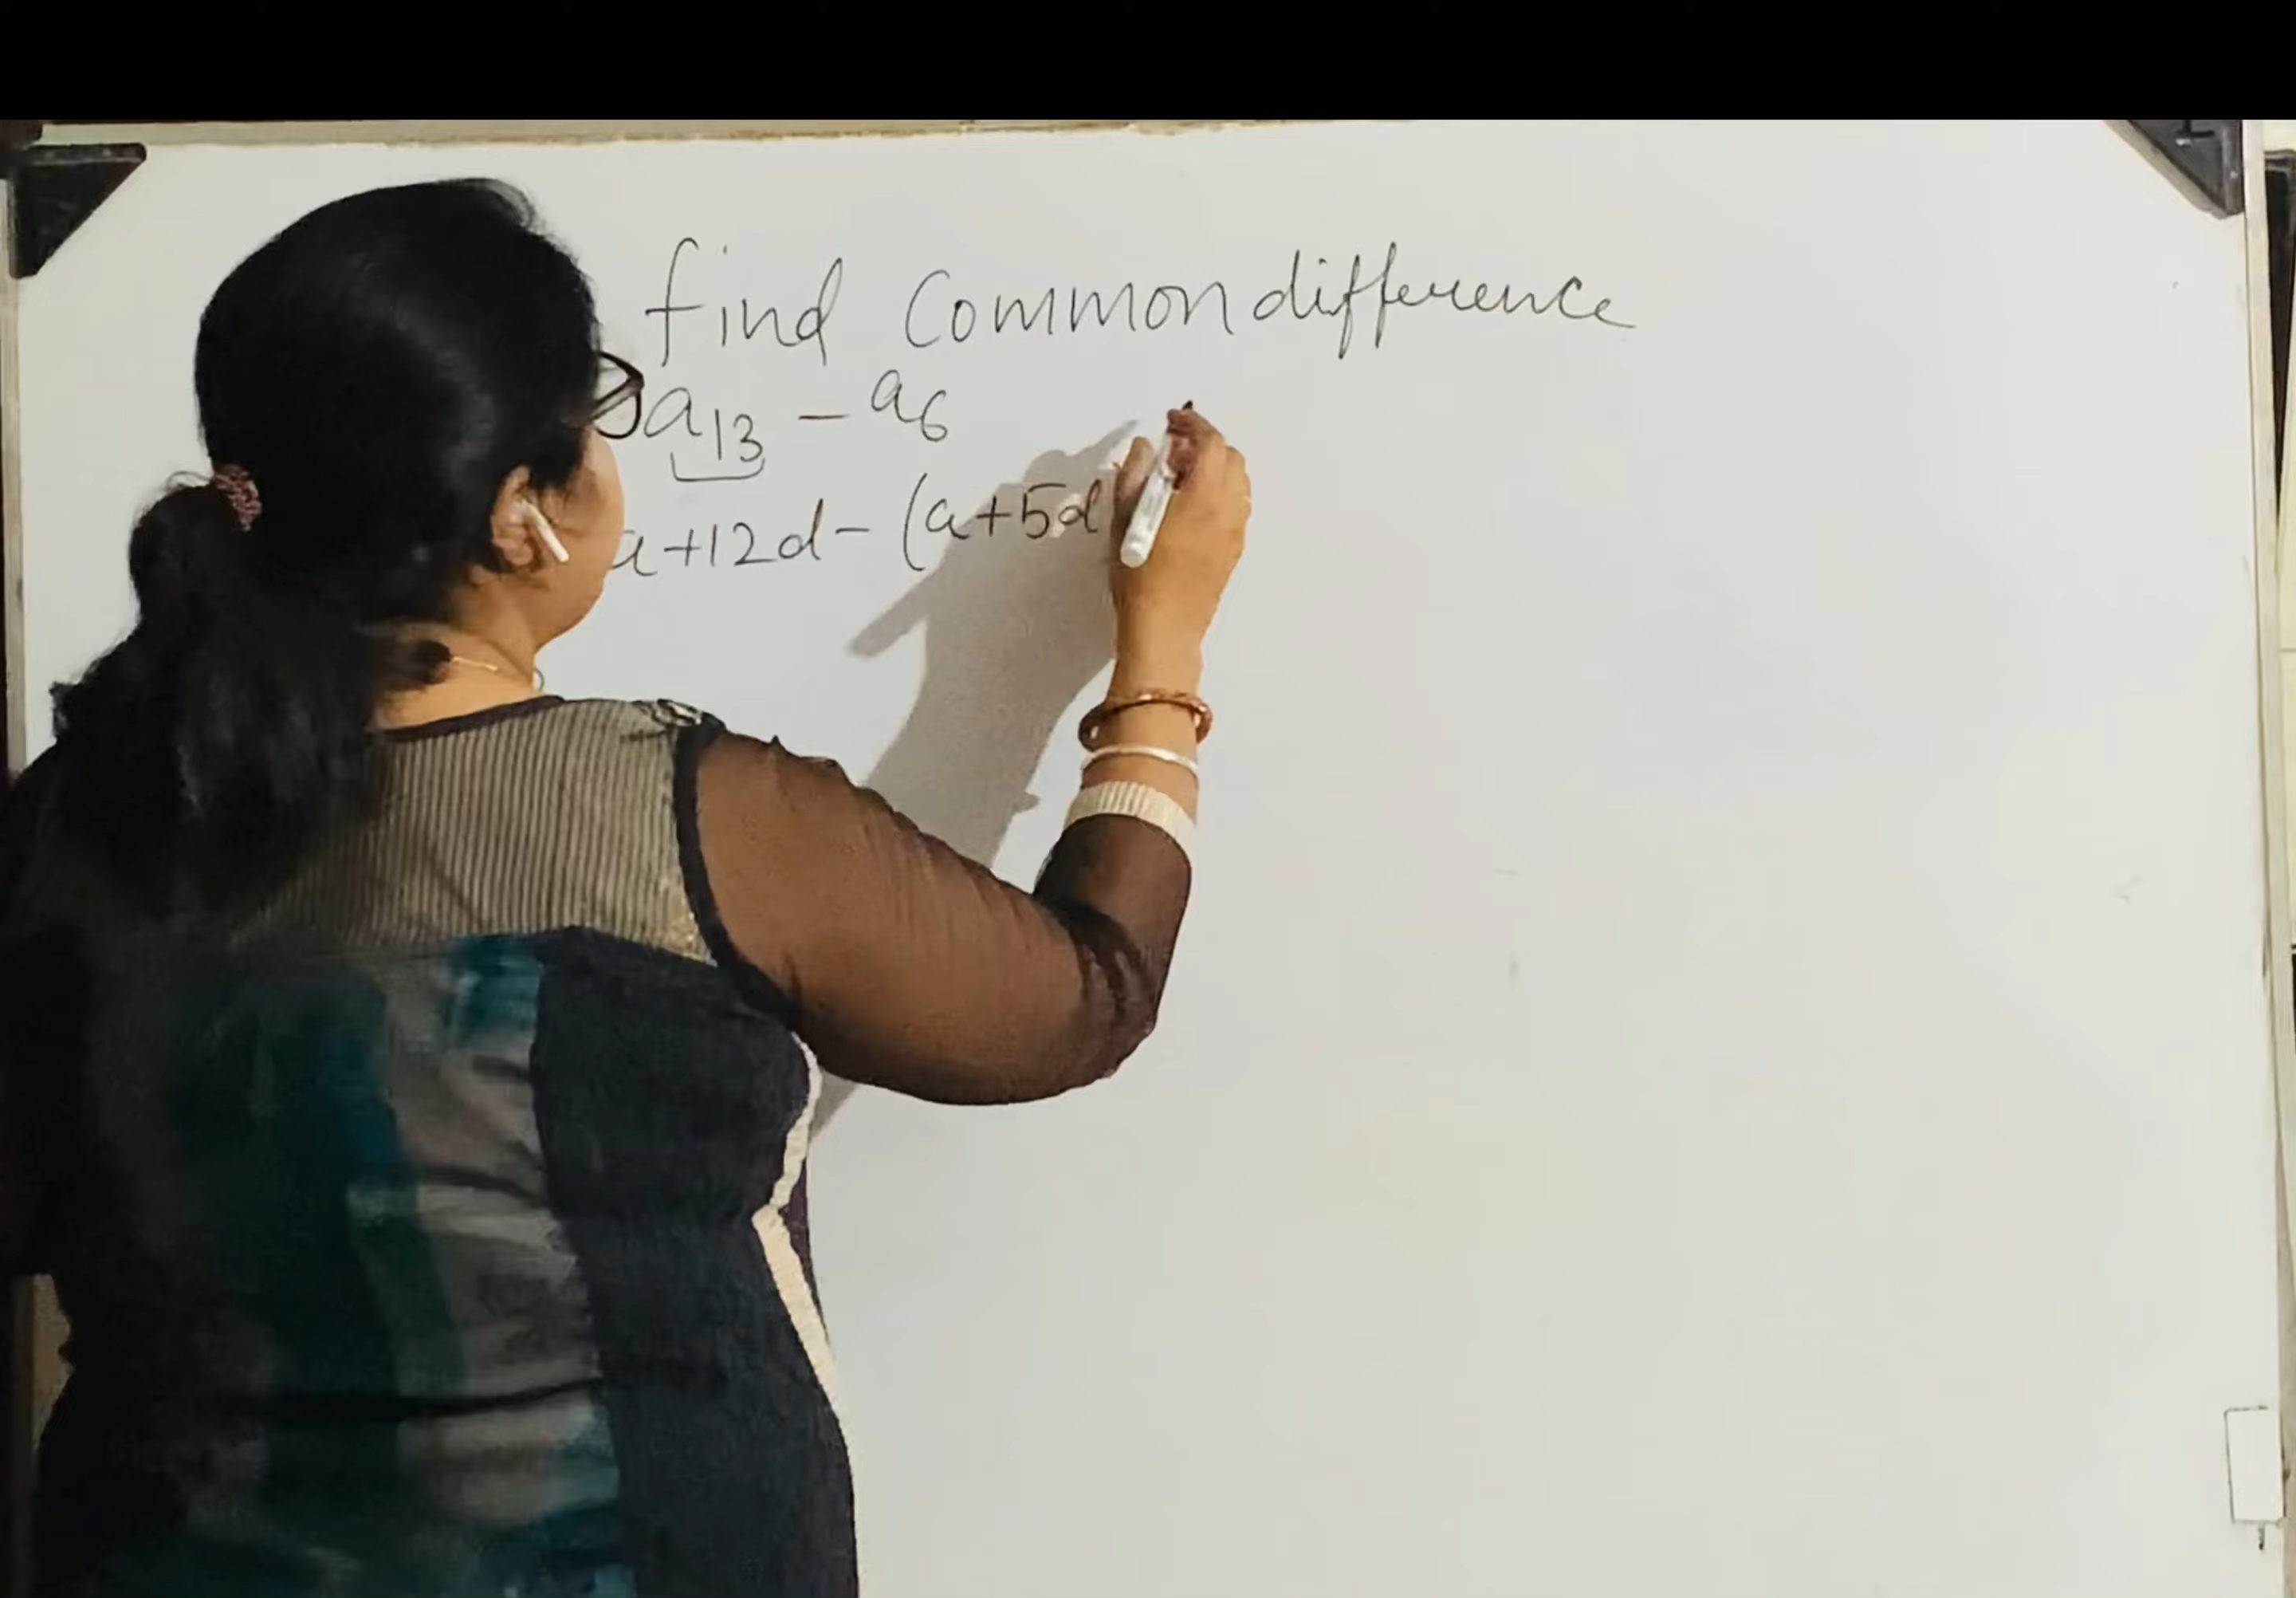 find common difference
a₁₃ - a₆
a+12d - (a+5d